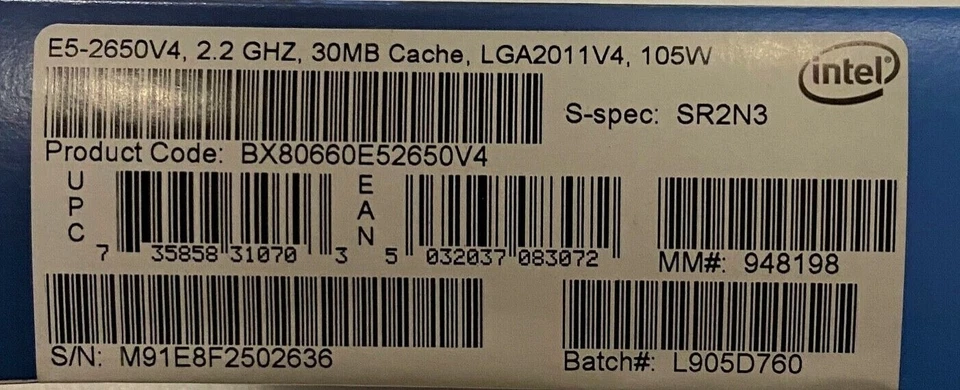 E5-2650V4, 2.2 GHZ, 30MB Cache, LGA2011V4, 105W
intel®
S-spec: SR2N3
Product Code: BX80660E52650V4
UPC
7 35858 31070 3
EAN
5 032037 083072
MM#: 948198
S/N: M91E8F2502636
Batch#: L905D760